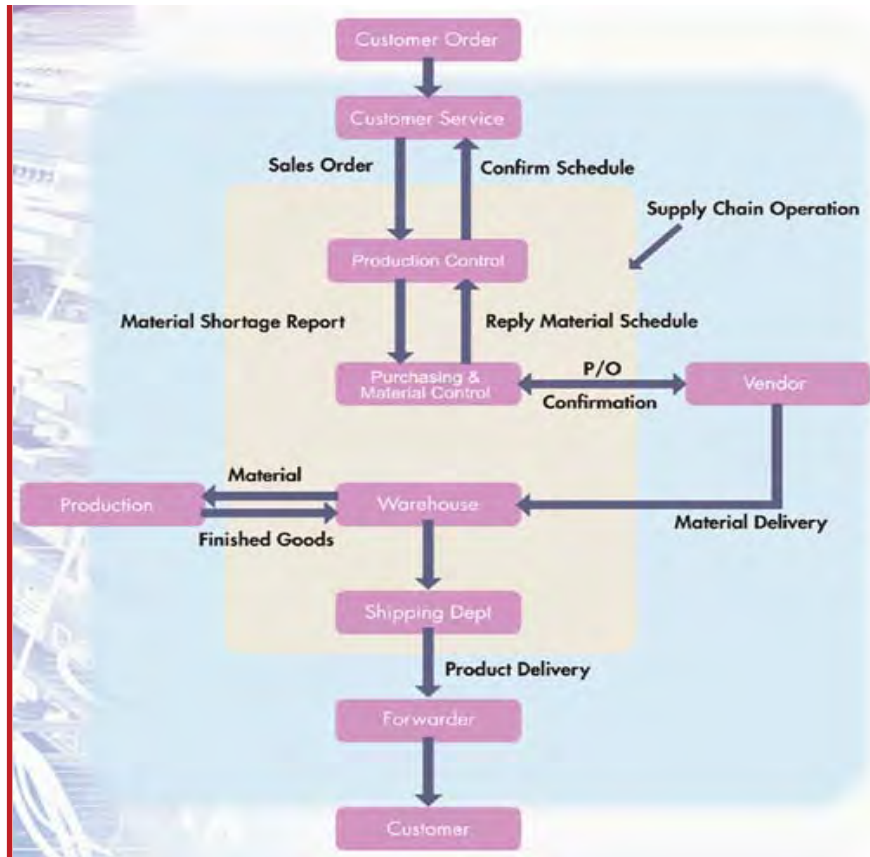 Customer Order
Customer Service
Sales Order
Confirm Schedule
Supply Chain Operation
Production Control
Material Shortage Report
Reply Material Schedule
Purchasing &
Material Control
P/O
Confirmation
Vendor
Material
Production
Warehouse
Finished Goods
Material Delivery
Shipping Dept
Product Delivery
Forwarder
Customer